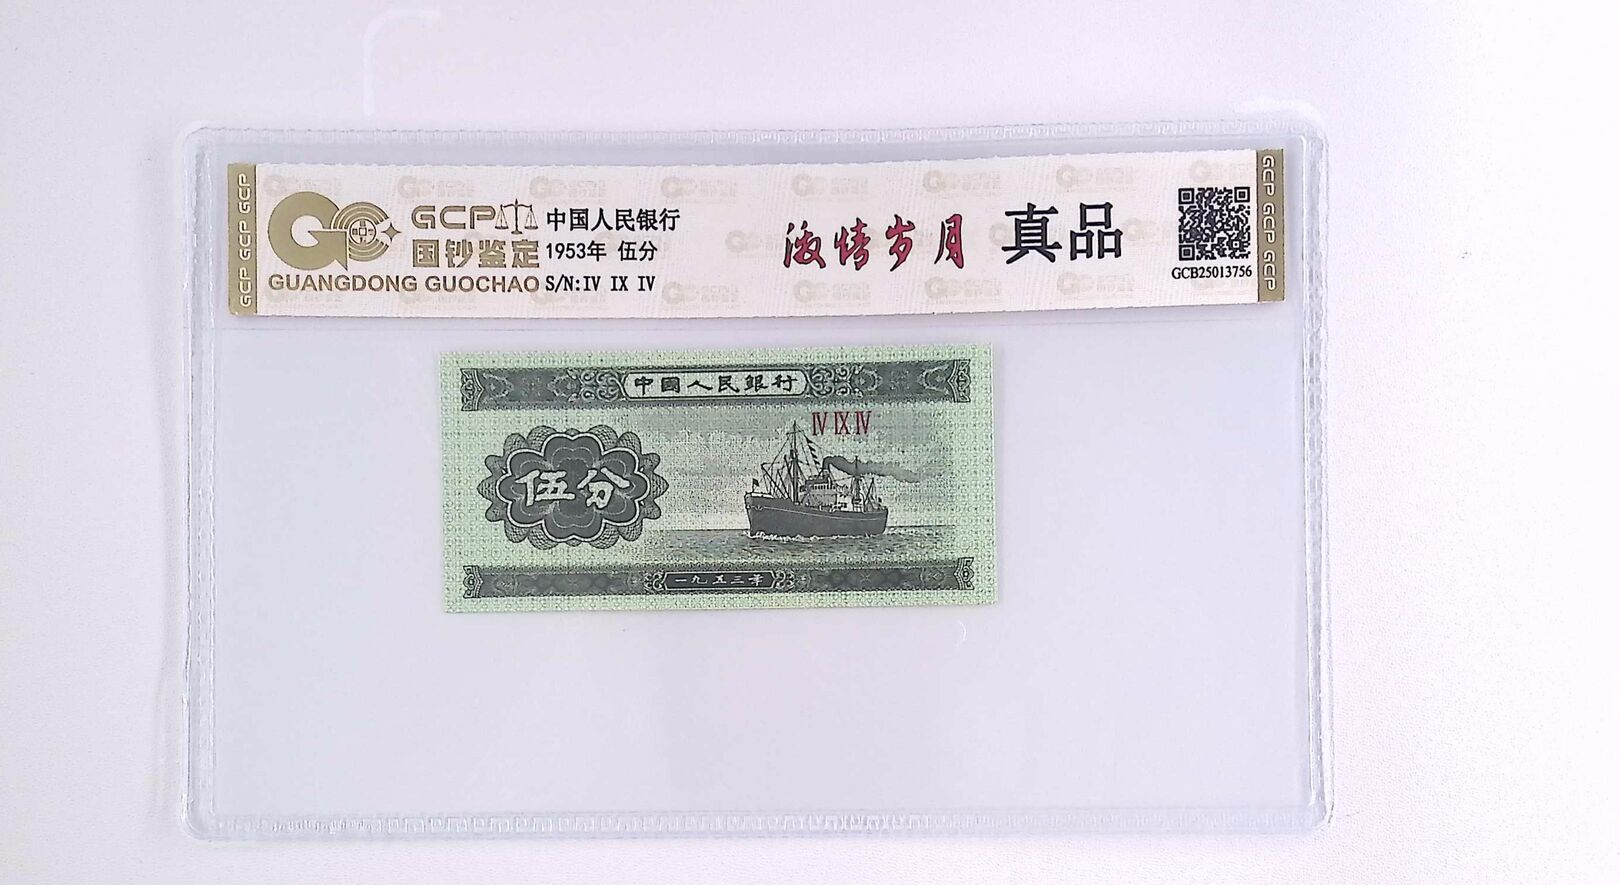 GCP GCP GCP
GCP
国钞鉴定
GUANGDONG GUOCHAO
中国人民银行
1953年 伍分
S/N:IV IX IV
激情岁月
真品
GCB25013756
GCP GCP GCP
中國人民銀行
IV IX IV
伍分
一九五三年